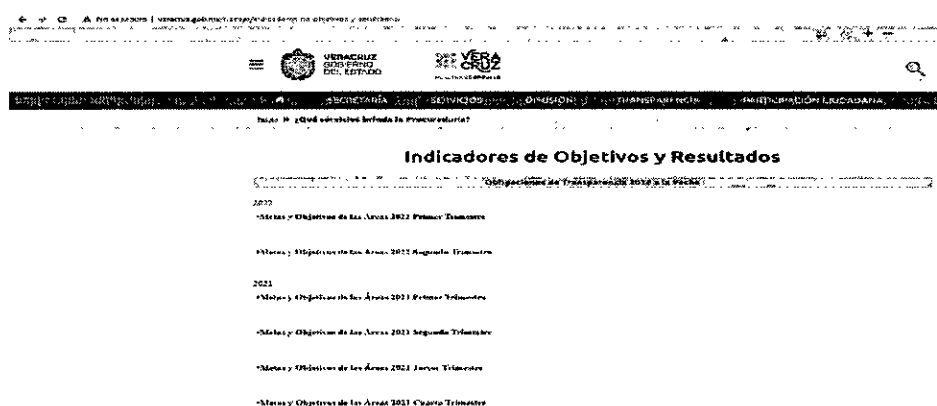 VERACRUZ
GOBIERNO
DEL ESTADO
VERA
CRUZ
SECRETARÍA SERVICIOS DIFUSIÓN TRANSPARENCIA PARTICIPACIÓN CIUDADANA
Inicio » ¿Qué servicios brinda la Procuraduría?
Indicadores de Objetivos y Resultados
Obligaciones de Transparencia 2018 a la Fecha
2022
•Metas y Objetivos de las Áreas 2022 Primer Trimestre
•Metas y Objetivos de las Áreas 2022 Segundo Trimestre
2021
•Metas y Objetivos de las Áreas 2021 Primer Trimestre
•Metas y Objetivos de las Áreas 2021 Segundo Trimestre
•Metas y Objetivos de las Áreas 2021 Tercer Trimestre
•Metas y Objetivos de las Áreas 2021 Cuarto Trimestre